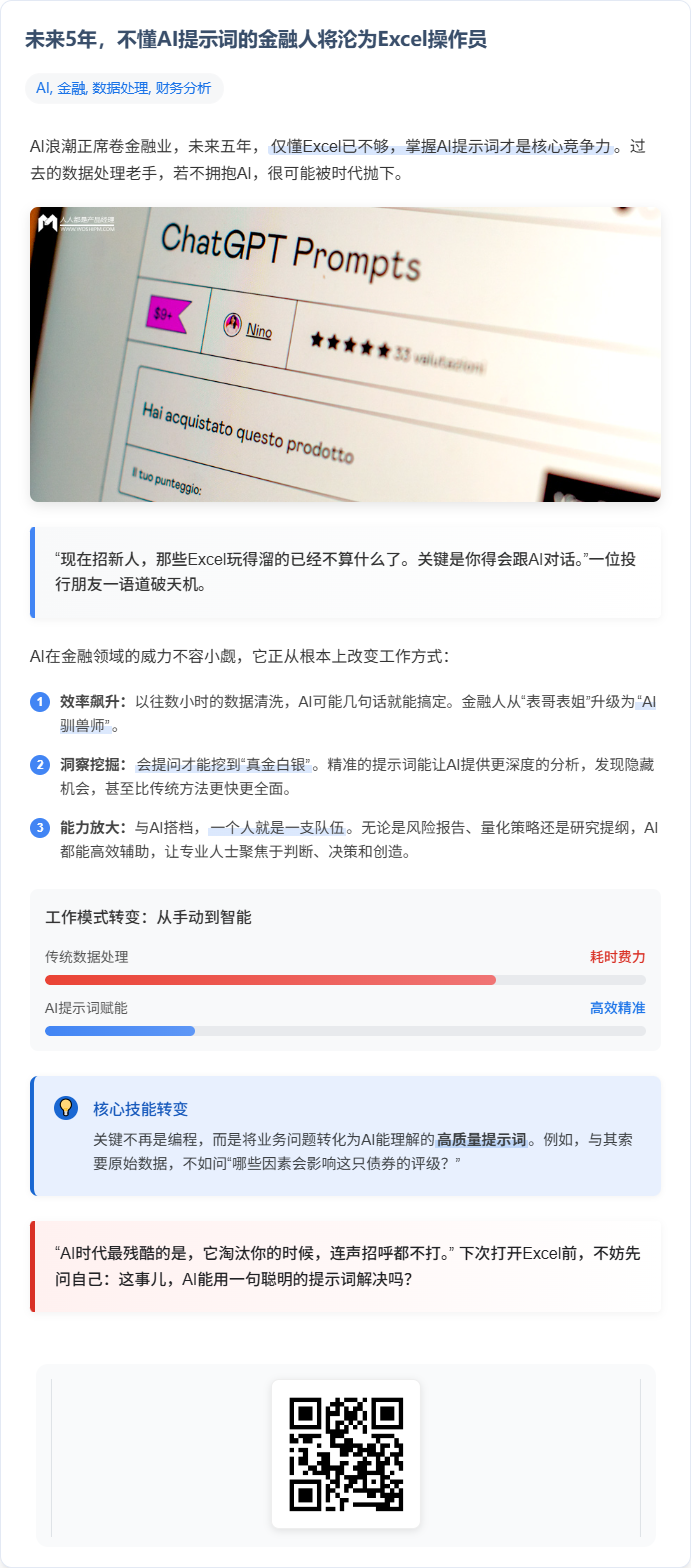 未来5年，不懂AI提示词的金融人将沦为Excel操作员
AI, 金融, 数据处理, 财务分析
AI浪潮正席卷金融业，未来五年，仅懂Excel已不够，掌握AI提示词才是核心竞争力。过
去的数据处理老手，若不拥抱AI，很可能被时代抛下。
人人都是产品经理
WWW.WOSHIPM.COM
ChatGPT Prompts
$9+
Nino
33 valutazioni
Hai acquistato questo prodotto
Il tuo punteggio:
“现在招新人，那些Excel玩得溜的已经不算什么了。关键是你得会跟AI对话。”一位投
行朋友一语道破天机。
AI在金融领域的威力不容小觑，它正从根本上改变工作方式：
1 效率飙升：以往数小时的数据清洗，AI可能几句话就能搞定。金融人从“表哥表姐”升级为“AI
驯兽师”。
2 洞察挖掘：会提问才能挖到“真金白银”。精准的提示词能让AI提供更深度的分析，发现隐藏
机会，甚至比传统方法更快更全面。
3 能力放大：与AI搭档，一个人就是一支队伍。无论是风险报告、量化策略还是研究提纲，AI
都能高效辅助，让专业人士聚焦于判断、决策和创造。
工作模式转变：从手动到智能
传统数据处理 耗时费力
AI提示词赋能 高效精准
核心技能转变
关键不再是编程，而是将业务问题转化为AI能理解的高质量提示词。例如，与其索
要原始数据，不如问“哪些因素会影响这只债券的评级？”
“AI时代最残酷的是，它淘汰你的时候，连声招呼都不打。” 下次打开Excel前，不妨先
问自己：这事儿，AI能用一句聪明的提示词解决吗？